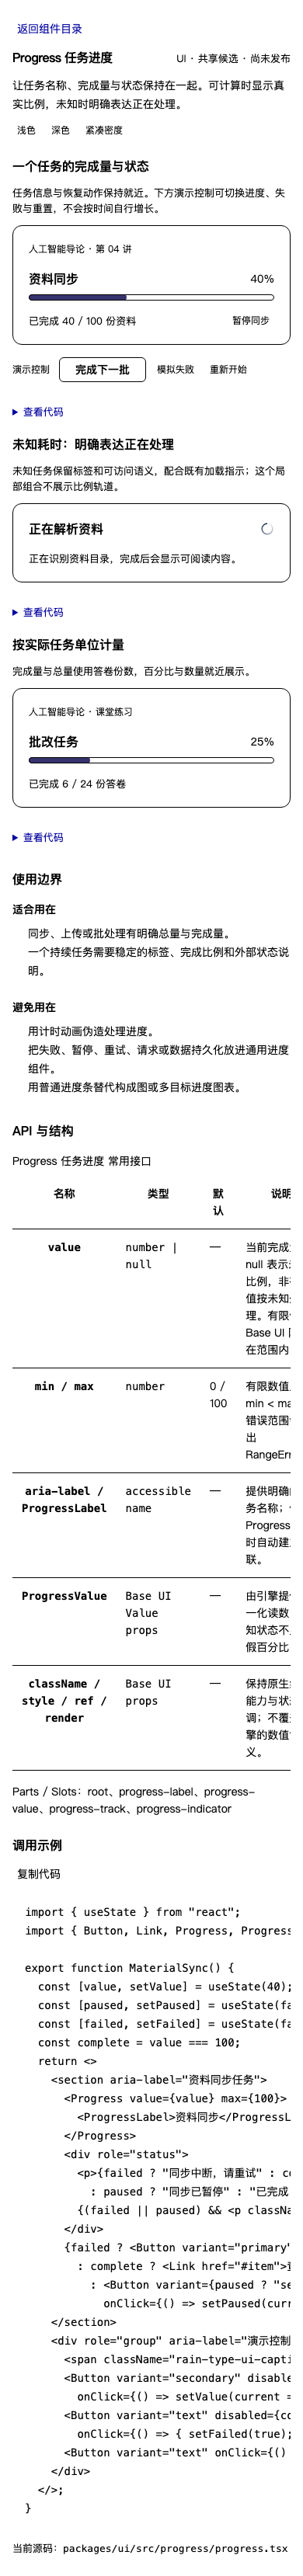 返回组件目录
Progress 任务进度
UI · 共享候选 · 尚未发布
让任务名称、完成量与状态保持在一起。可计算时显示真
实比例，未知时明确表达正在处理。
浅色 深色 紧凑密度
一个任务的完成量与状态
任务信息与恢复动作保持就近。下方演示控制可切换进度、失
败与重置，不会按时间自行增长。
人工智能导论 · 第 04 讲
资料同步 40%
已完成 40 / 100 份资料 暂停同步
演示控制 完成下一批 模拟失败 重新开始
▶ 查看代码
未知耗时：明确表达正在处理
未知任务保留标签和可访问语义，配合既有加载指示；这个局
部组合不展示比例轨道。
正在解析资料
正在识别资料目录，完成后会显示可阅读内容。
▶ 查看代码
按实际任务单位计量
完成量与总量使用答卷份数，百分比与数量就近展示。
人工智能导论 · 课堂练习
批改任务 25%
已完成 6 / 24 份答卷
▶ 查看代码
使用边界
适合用在
同步、上传或批处理有明确总量与完成量。
一个持续任务需要稳定的标签、完成比例和外部状态说
明。
避免用在
用计时动画伪造处理进度。
把失败、暂停、重试、请求或数据持久化放进通用进度
组件。
用普通进度条替代构成图或多目标进度图表。
API 与结构
Progress 任务进度 常用接口
名称 类型 默 说明
认
value number | — 当前完成
null null 表示
比例，非
值按未知
理。有限
Base UI
在范围内
min / max number 0 / 有限数值
100 min < ma
错误范围
出
RangeErr
aria-label / accessible — 提供明确
ProgressLabel name 务名称；
Progress
时自动建
联。
ProgressValue Base UI — 由引擎提
Value 一化读数
props 知状态不
假百分比
className / Base UI — 保持原生
style / ref / props 能力与状
render 调；不覆
擎的数值
义。
Parts / Slots：root、progress-label、progress-
value、progress-track、progress-indicator
调用示例
复制代码
import { useState } from "react";
import { Button, Link, Progress, Progress
export function MaterialSync() {
const [value, setValue] = useState(40);
const [paused, setPaused] = useState(fa
const [failed, setFailed] = useState(fa
const complete = value === 100;
return <>
<section aria-label="资料同步任务">
<Progress value={value} max={100}>
<ProgressLabel>资料同步</ProgressL
</Progress>
<div role="status">
<p>{failed ? "同步中断，请重试" : co
: paused ? "同步已暂停" : "已完成
{(failed || paused) && <p classNa
</div>
{failed ? <Button variant="primary"
: complete ? <Link href="#item">
: <Button variant={paused ? "se
onClick={() => setPaused(curr
</section>
<div role="group" aria-label="演示控制
<span className="rain-type-ui-capti
<Button variant="secondary" disable
onClick={() => setValue(current =
<Button variant="text" disabled={co
onClick={() => { setFailed(true);
<Button variant="text" onClick={()
</div>
</>;
}
当前源码：packages/ui/src/progress/progress.tsx